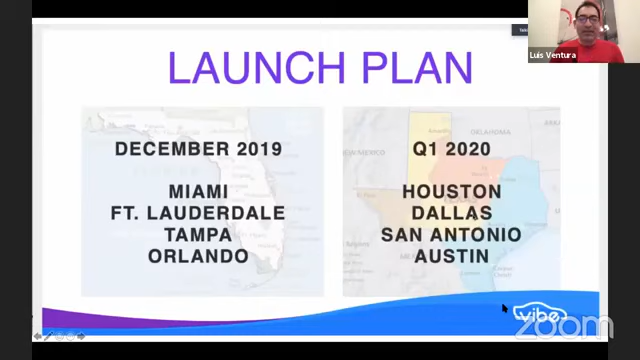 Luis Ventura
LAUNCH PLAN
DECEMBER 2019
MIAMI
FT. LAUDERDALE
TAMPA
ORLANDO
Q1 2020
HOUSTON
DALLAS
SAN ANTONIO
AUSTIN
OKLAHOMA
vibe
zoom